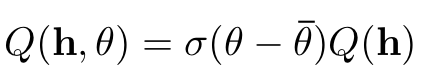 Q(𝐡, θ) = σ(θ − θ̄)Q(𝐡)